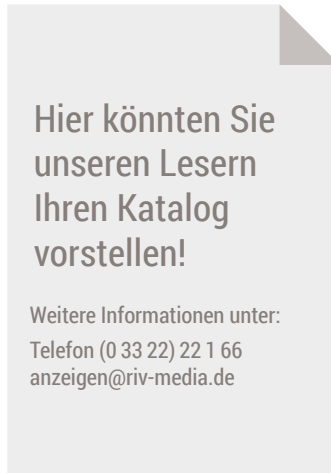 Hier könnten Sie
unseren Lesern
Ihren Katalog
vorstellen!
Weitere Informationen unter:
Telefon (0 33 22) 22 1 66
anzeigen@riv-media.de